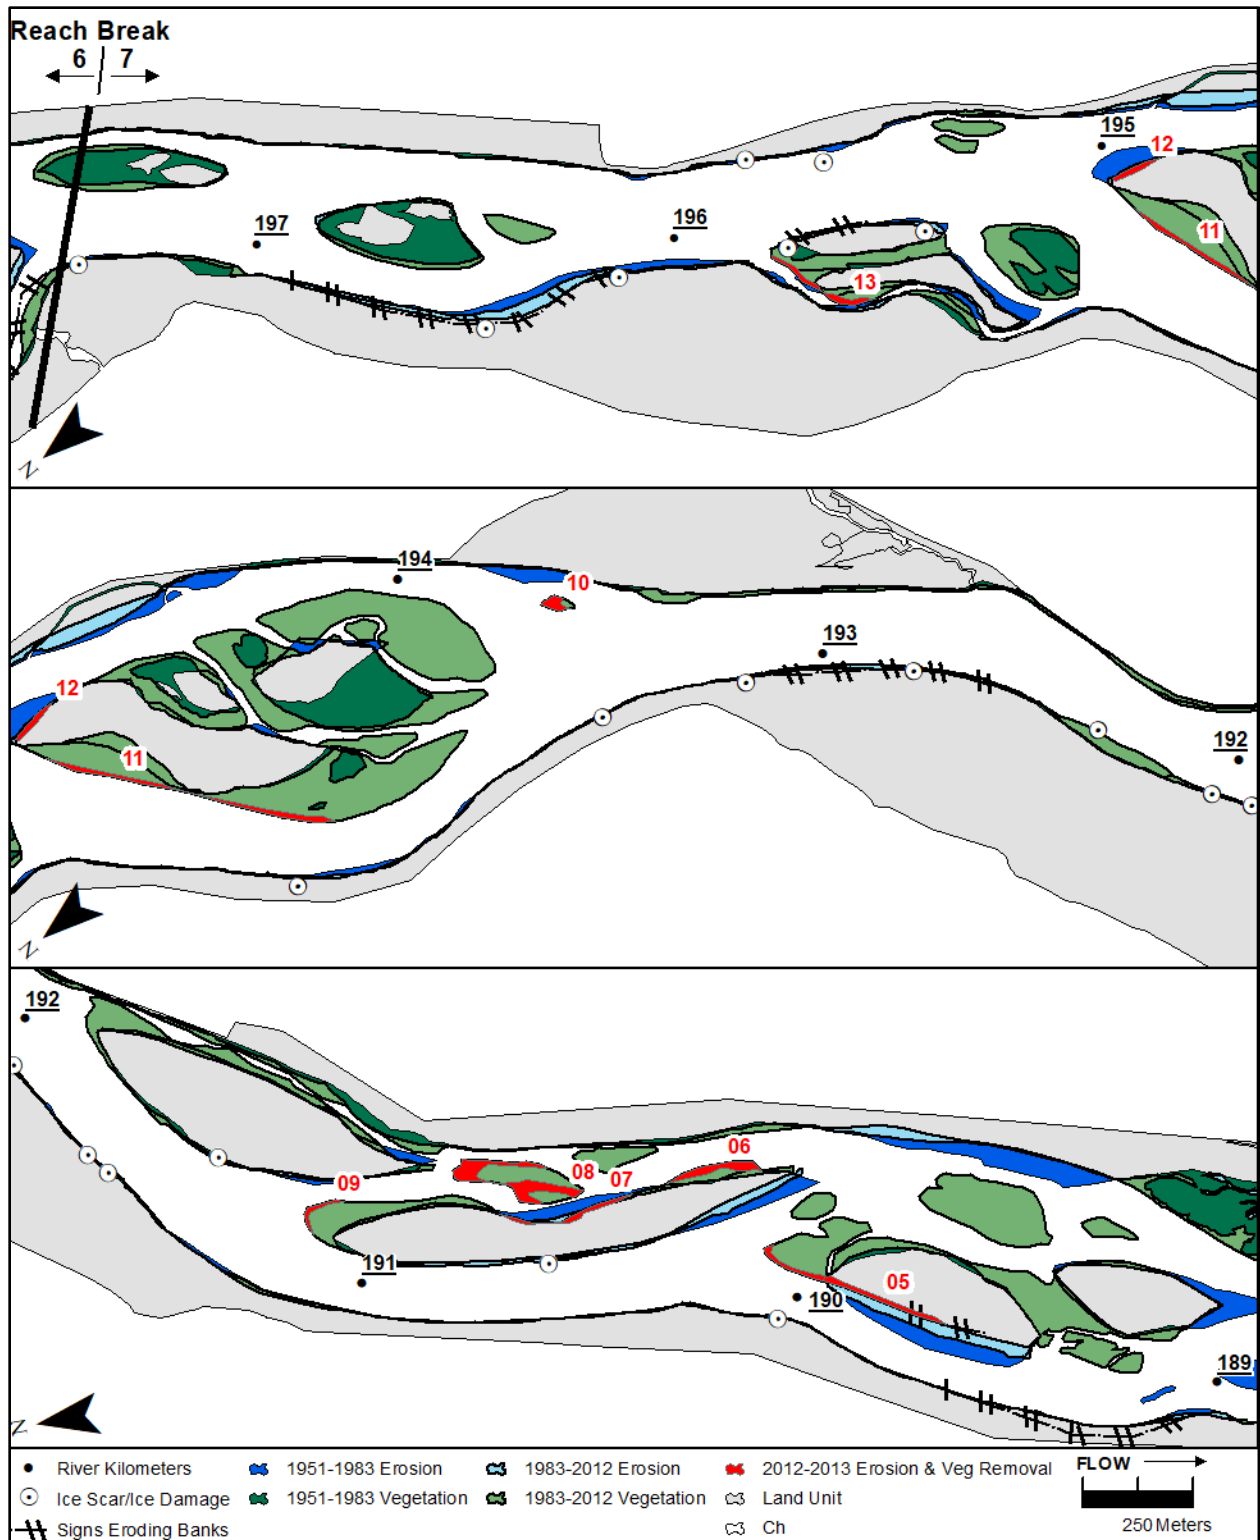 Reach Break
6 7
195
12
197
196
11
13
N
194
10
193
12
11
192
N
192
06
08
07
09
191
05
190
189
N
River Kilometers
1951-1983 Erosion
1983-2012 Erosion
2012-2013 Erosion & Veg Removal
FLOW
Ice Scar/Ice Damage
1951-1983 Vegetation
1983-2012 Vegetation
Land Unit
Signs Eroding Banks
Ch
250 Meters